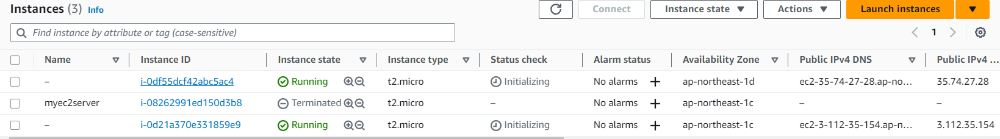 Instances (3) Info Connect Instance state Actions Launch instances
Find instance by attribute or tag (case-sensitive) 1
Name Instance ID Instance state Instance type Status check Alarm status Availability Zone Public IPv4 DNS Public IPv4 ...
– i-0df55dcf42abc5ac4 Running t2.micro Initializing No alarms + ap-northeast-1d ec2-35-74-27-28.ap-no... 35.74.27.28
myec2server i-08262991ed150d3b8 Terminated t2.micro – No alarms + ap-northeast-1c – –
– i-0d21a370e331859e9 Running t2.micro Initializing No alarms + ap-northeast-1c ec2-3-112-35-154.ap-n... 3.112.35.154